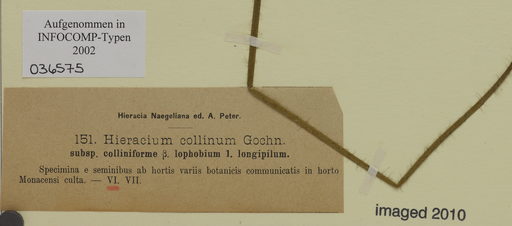 Aufgenommen in
INFOCOMP-Typen
2002
036575
Hieracia Naegeliana ed. A. Peter.
151. Hieracium collinum Gochn.
subsp. colliniforme β. lophobium 1. longipilum.
Specimina e seminibus ab hortis variis botanicis communicatis in horto
Monacensi culta. — VI. VII.
imaged 2010